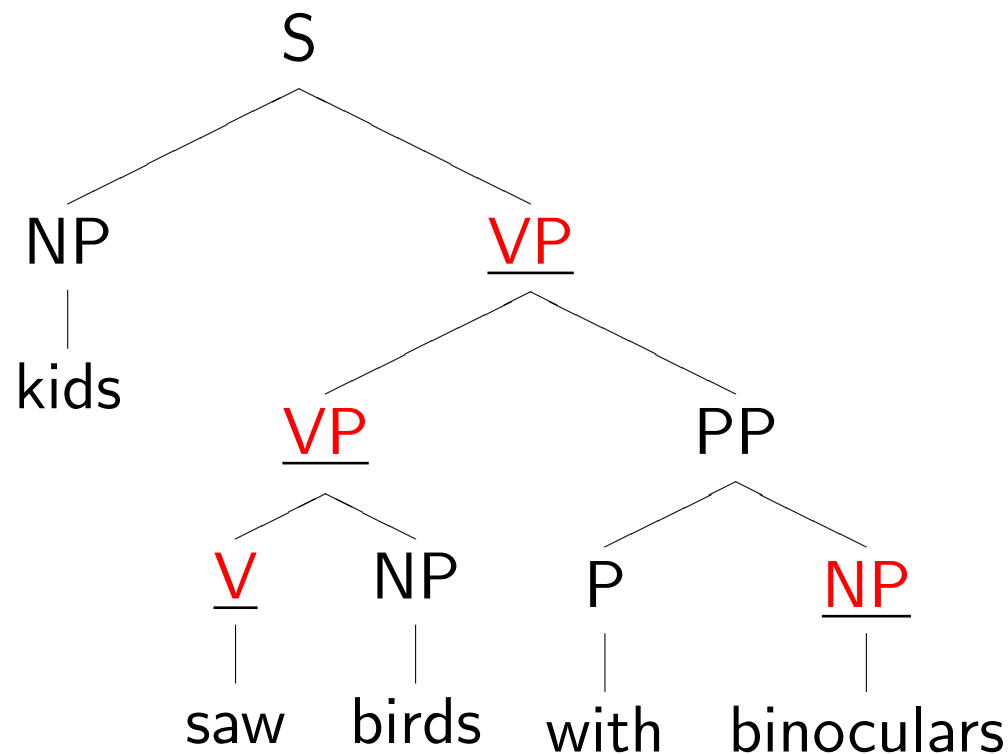 S
NP VP
kids
VP PP
V NP P NP
saw birds with binoculars